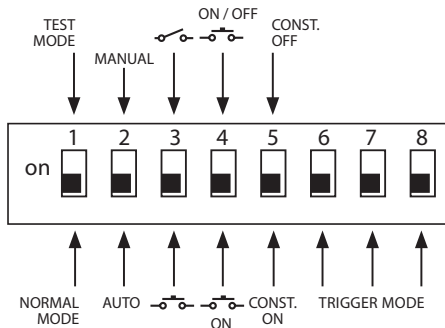 ON / OFF
TEST
MODE
CONST.
OFF
MANUAL
1 2 3 4 5 6 7 8
on
NORMAL
MODE
AUTO
ON
CONST.
ON
TRIGGER MODE